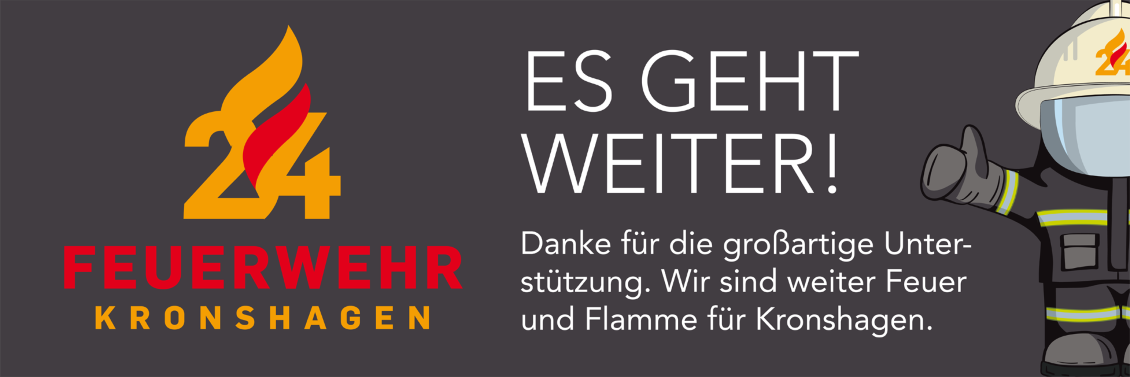 24
FEUERWEHR
KRONSHAGEN
ES GEHT
WEITER!
Danke für die großartige Unter-
stützung. Wir sind weiter Feuer
und Flamme für Kronshagen.
24